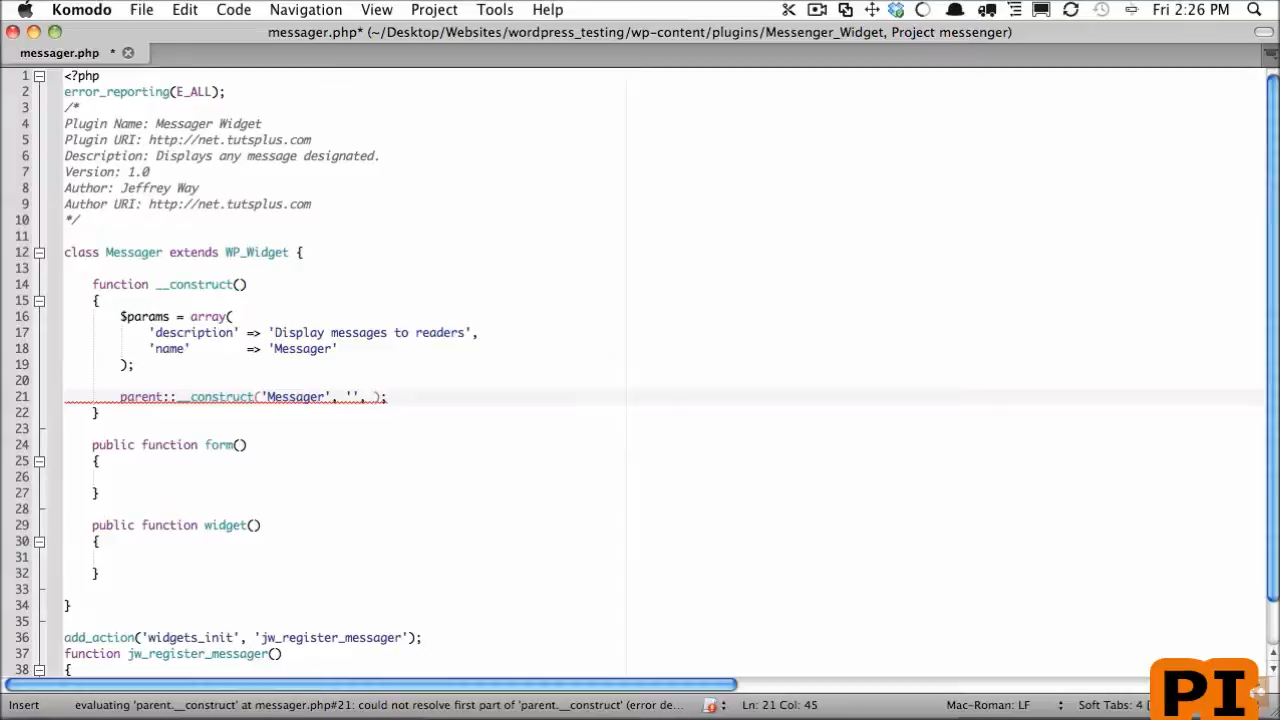 Komodo File Edit Code Navigation View Project Tools Help Fri 2:26 PM
messager.php* (~/Desktop/Websites/wordpress_testing/wp-content/plugins/Messenger_Widget, Project messenger)
messager.php *
1 <?php
2 error_reporting(E_ALL);
3 /*
4 Plugin Name: Messager Widget
5 Plugin URI: http://net.tutsplus.com
6 Description: Displays any message designated.
7 Version: 1.0
8 Author: Jeffrey Way
9 Author URI: http://net.tutsplus.com
10 */
11
12 class Messager extends WP_Widget {
13
14 function __construct()
15 {
16 $params = array(
17 'description' => 'Display messages to readers',
18 'name' => 'Messager'
19 );
20
21 parent::__construct('Messager', '', );
22 }
23
24 public function form()
25 {
26
27 }
28
29 public function widget()
30 {
31
32 }
33
34 }
35
36 add_action('widgets_init', 'jw_register_messager');
37 function jw_register_messager()
38 {
Insert evaluating 'parent.__construct' at messager.php#21: could not resolve first part of 'parent.__construct' (error de... Ln: 21 Col: 45 Mac-Roman: LF Soft Tabs: 4
PI